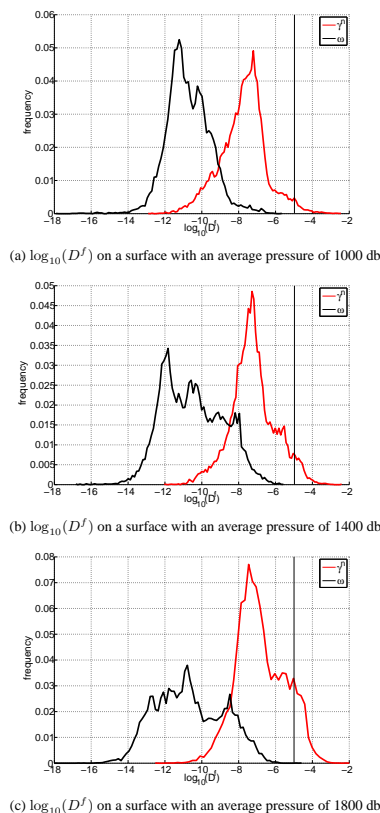 0.06
0.05
0.04
0.03
0.02
0.01
0
frequency
γⁿ
ω
−18 −16 −14 −12 −10 −8 −6 −4 −2
log₁₀(D)
(a) log₁₀(Dᶠ) on a surface with an average pressure of 1000 db
0.05
0.045
0.04
0.035
0.03
0.025
0.02
0.015
0.01
0.005
0
frequency
γⁿ
ω
−18 −16 −14 −12 −10 −8 −6 −4 −2
log₁₀(D)
(b) log₁₀(Dᶠ) on a surface with an average pressure of 1400 db
0.08
0.07
0.06
0.05
0.04
0.03
0.02
0.01
0
frequency
γⁿ
ω
−18 −16 −14 −12 −10 −8 −6 −4 −2
log₁₀(D)
(c) log₁₀(Dᶠ) on a surface with an average pressure of 1800 db